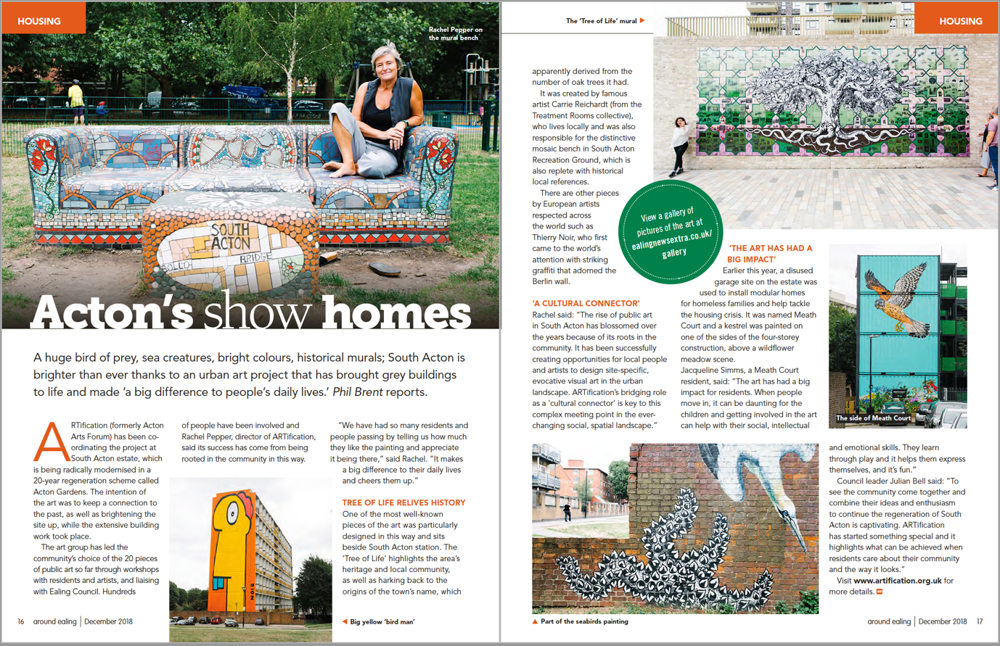 HOUSING
Rachel Pepper on
the mural bench
SOUTH
ACTON
BRIDGE
Acton's show homes
A huge bird of prey, sea creatures, bright colours, historical murals; South Acton is
brighter than ever thanks to an urban art project that has brought grey buildings
to life and made ‘a big difference to people’s daily lives.’ Phil Brent reports.
ARTification (formerly Acton
Arts Forum) has been co-
ordinating the project at
South Acton estate, which
is being radically modernised in a
20-year regeneration scheme called
Acton Gardens. The intention of
the art was to keep a connection to
the past, as well as brightening the
site up, while the extensive building
work took place.
The art group has led the
community’s choice of the 20 pieces
of public art so far through workshops
with residents and artists, and liaising
with Ealing Council. Hundreds
of people have been involved and
Rachel Pepper, director of ARTification,
said its success has come from being
rooted in the community in this way.
NOIR
“We have had so many residents and
people passing by telling us how much
they like the painting and appreciate
it being there,” said Rachel. “It makes
a big difference to their daily lives
and cheers them up.”
TREE OF LIFE RELIVES HISTORY
One of the most well-known
pieces of the art was particularly
designed in this way and sits
beside South Acton station. The
‘Tree of Life’ highlights the area’s
heritage and local community,
as well as harking back to the
origins of the town’s name, which
Big yellow ‘bird man’
16 around ealing | December 2018
The ‘Tree of Life’ mural
HOUSING
apparently derived from the
number of oak trees it had.
It was created by famous
artist Carrie Reichardt (from the
Treatment Rooms collective),
who lives locally and was also
responsible for the distinctive
mosaic bench in South Acton
Recreation Ground, which is
also replete with historical
local references.
There are other pieces
by European artists
respected across
the world such as
Thierry Noir, who first
came to the world’s
attention with striking
graffiti that adorned the
Berlin wall.
View a gallery of
pictures of the art at
ealingnewsextra.co.uk/
gallery
‘A CULTURAL CONNECTOR’
Rachel said: “The rise of public art
in South Acton has blossomed over
the years because of its roots in the
community. It has been successfully
creating opportunities for local people
and artists to design site-specific,
evocative visual art in the urban
landscape. ARTification’s bridging role
as a ‘cultural connector’ is key to this
complex meeting point in the ever-
changing social, spatial landscape.”
‘THE ART HAS HAD A
BIG IMPACT’
Earlier this year, a disused
garage site on the estate was
used to install modular homes
for homeless families and help tackle
the housing crisis. It was named Meath
Court and a kestrel was painted on
one of the sides of the four-storey
construction, above a wildflower
meadow scene.
Jacqueline Simms, a Meath Court
resident, said: “The art has had a big
impact for residents. When people
move in, it can be daunting for the
children and getting involved in the art
can help with their social, intellectual
The side of Meath Court
and emotional skills. They learn
through play and it helps them express
themselves, and it’s fun.”
Council leader Julian Bell said: “To
see the community come together and
combine their ideas and enthusiasm
to continue the regeneration of South
Acton is captivating. ARTification
has started something special and it
highlights what can be achieved when
residents care about their community
and the way it looks.”
Visit www.artification.org.uk for
more details.
Part of the seabirds painting
around ealing | December 2018 17